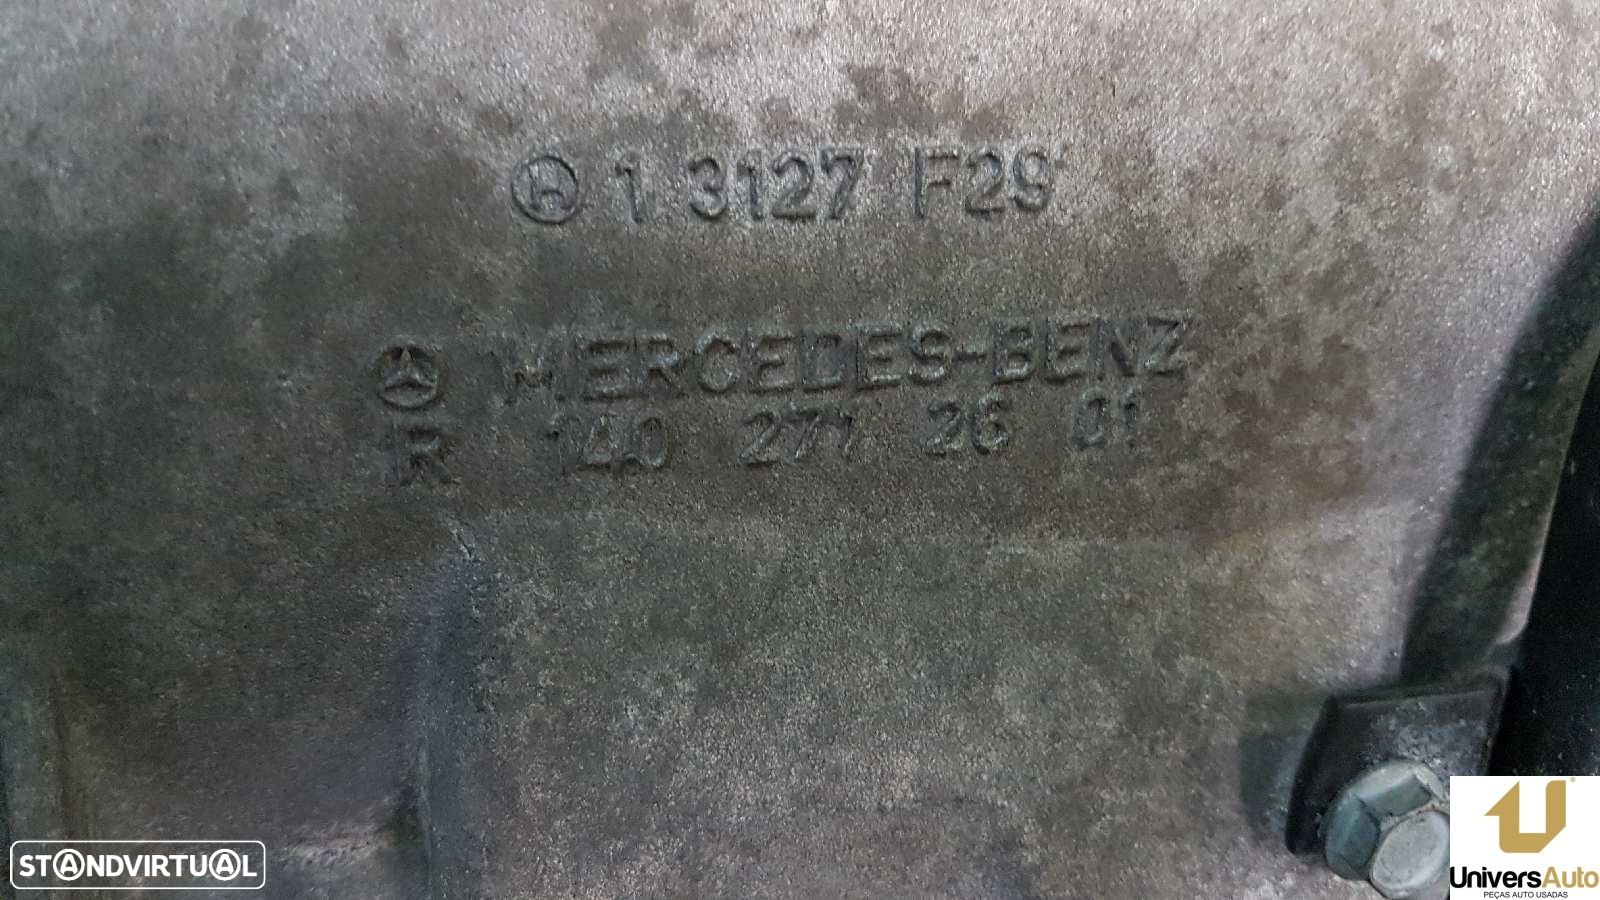 1 3127 F29
MERCEDES-BENZ
R 140 271 26 01
STANDVIRTUAL
UniversAuto
PEÇAS AUTO USADAS